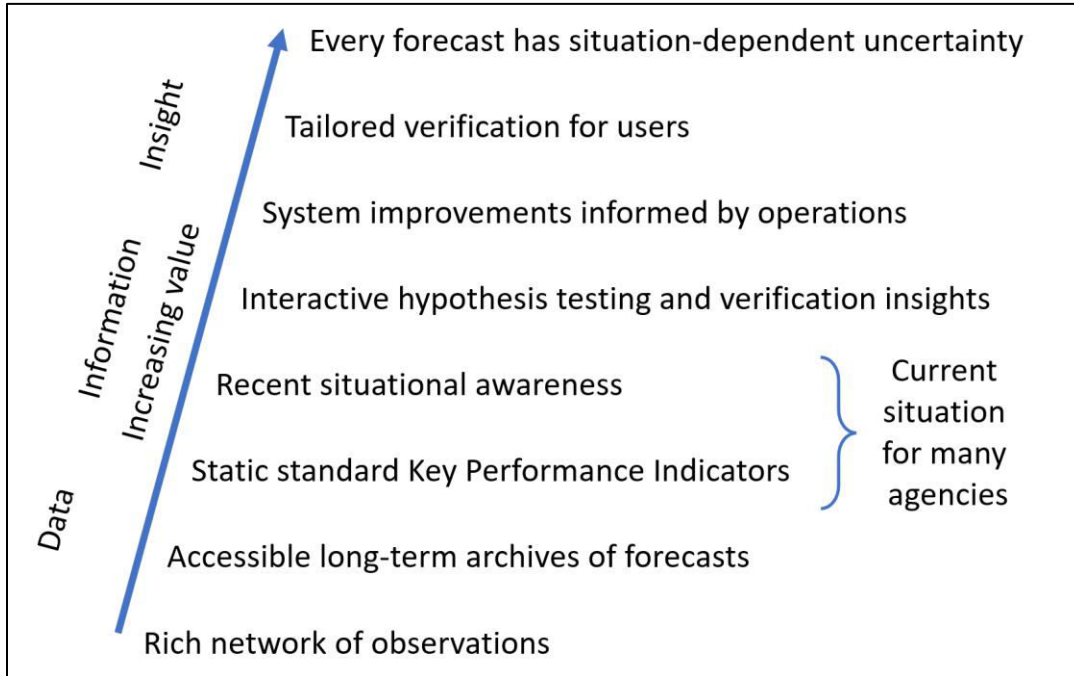 Every forecast has situation-dependent uncertainty
Insight
Tailored verification for users
System improvements informed by operations
Information
Increasing value
Interactive hypothesis testing and verification insights
Recent situational awareness
Current
situation
for many
agencies
Static standard Key Performance Indicators
Data
Accessible long-term archives of forecasts
Rich network of observations